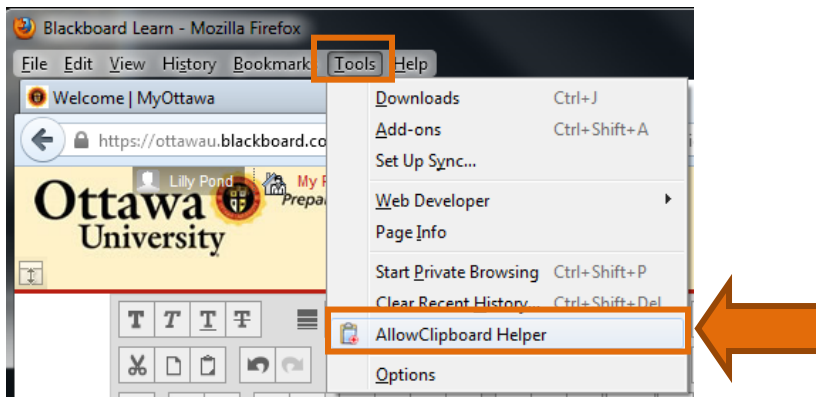 Blackboard Learn - Mozilla Firefox
File Edit View History Bookmark Tools Help
Welcome | MyOttawa
https://ottawau.blackboard.co
Lilly Pond My
Prepa
Ottawa
University
T T T T
Downloads Ctrl+J
Add-ons Ctrl+Shift+A
Set Up Sync...
Web Developer
Page Info
Start Private Browsing Ctrl+Shift+P
Clear Recent History... Ctrl+Shift+Del
AllowClipboard Helper
Options